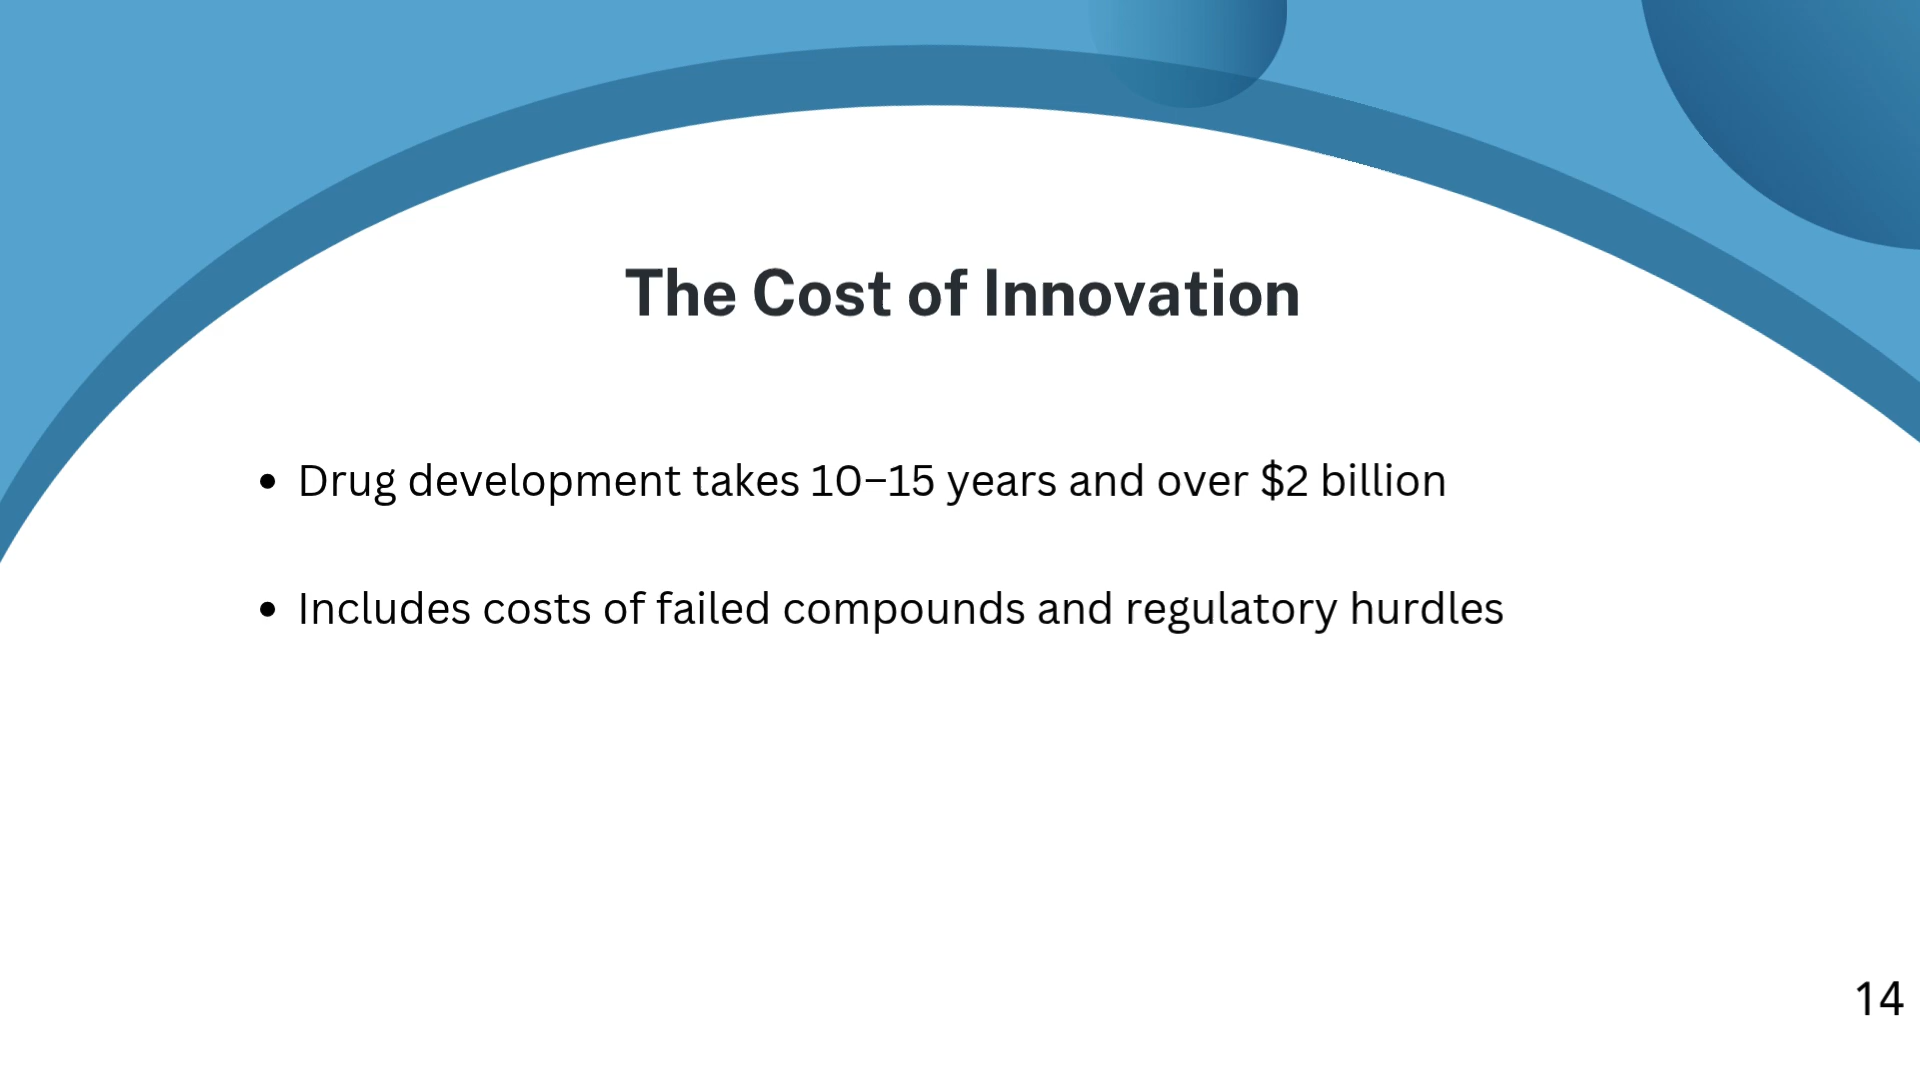 The Cost of Innovation
• Drug development takes 10–15 years and over $2 billion
• Includes costs of failed compounds and regulatory hurdles
14